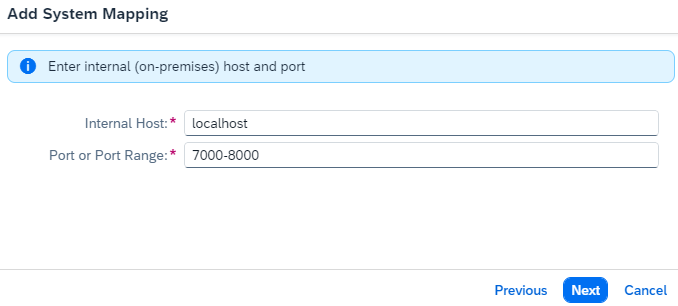 Add System Mapping
Enter internal (on-premises) host and port
Internal Host:* localhost
Port or Port Range:* 7000-8000
Previous Next Cancel